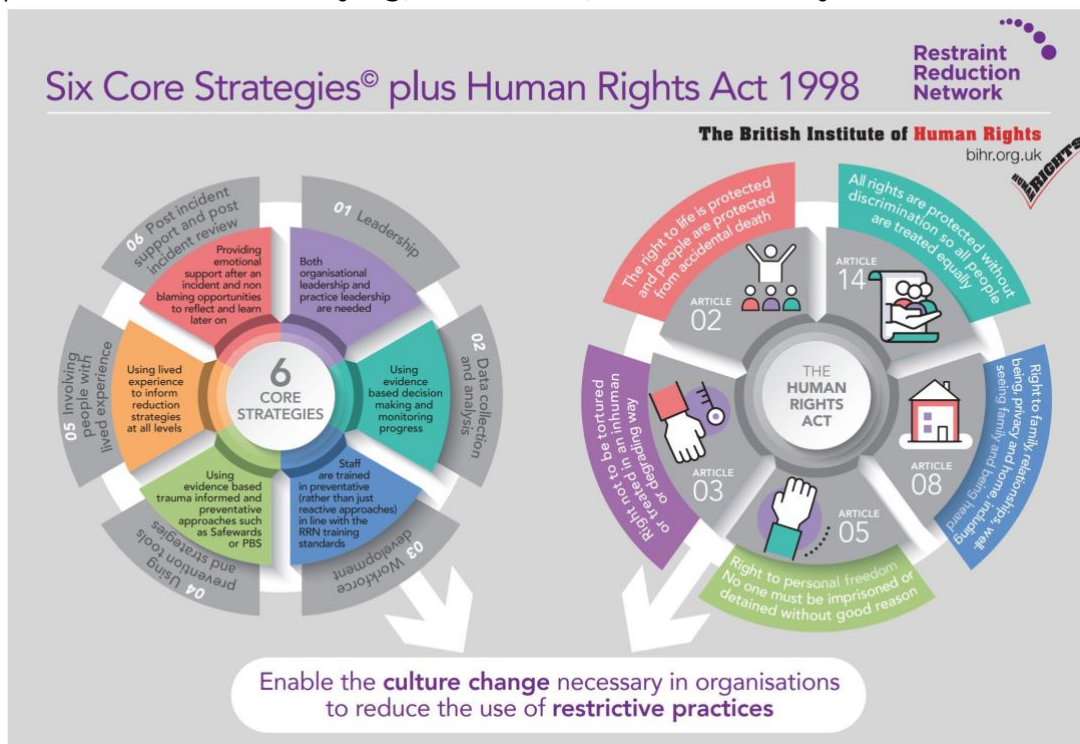 Six Core Strategies© plus Human Rights Act 1998
Restraint
Reduction
Network
The British Institute of Human Rights
bihr.org.uk
HUMAN
RIGHTS
6
CORE
STRATEGIES
01 Leadership
Both
organisational
leadership and
practice leadership
are needed
02 Data collection
and analysis
Using
evidence
based decision
making and
monitoring
progress
03 Workforce
development
Staff
are trained
in preventative
(rather than just
reactive approaches)
in line with the
RRN training
standards
04 Using
prevention tools
and strategies
Using
evidence based
trauma informed and
preventative
approaches such
as Safewards
or PBS
05 Involving
people with
lived experience
Using lived
experience
to inform
reduction
strategies
at all levels
06 Post incident
support and post
incident review
Providing
emotional
support after an
incident and non
blaming opportunities
to reflect and learn
later on
THE
HUMAN
RIGHTS
ACT
The right to life is protected
and people are protected
from accidental death
ARTICLE
02
All rights are protected without
discrimination so all people
are treated equally
ARTICLE
14
Right to family, relationships, well-
being, privacy and home, including
seeing family and being heard
ARTICLE
08
ARTICLE
05
Right to personal freedom
No one must be imprisoned or
detained without good reason
Right not to be tortured
or treated in an inhuman
or degrading way
ARTICLE
03
Enable the culture change necessary in organisations
to reduce the use of restrictive practices